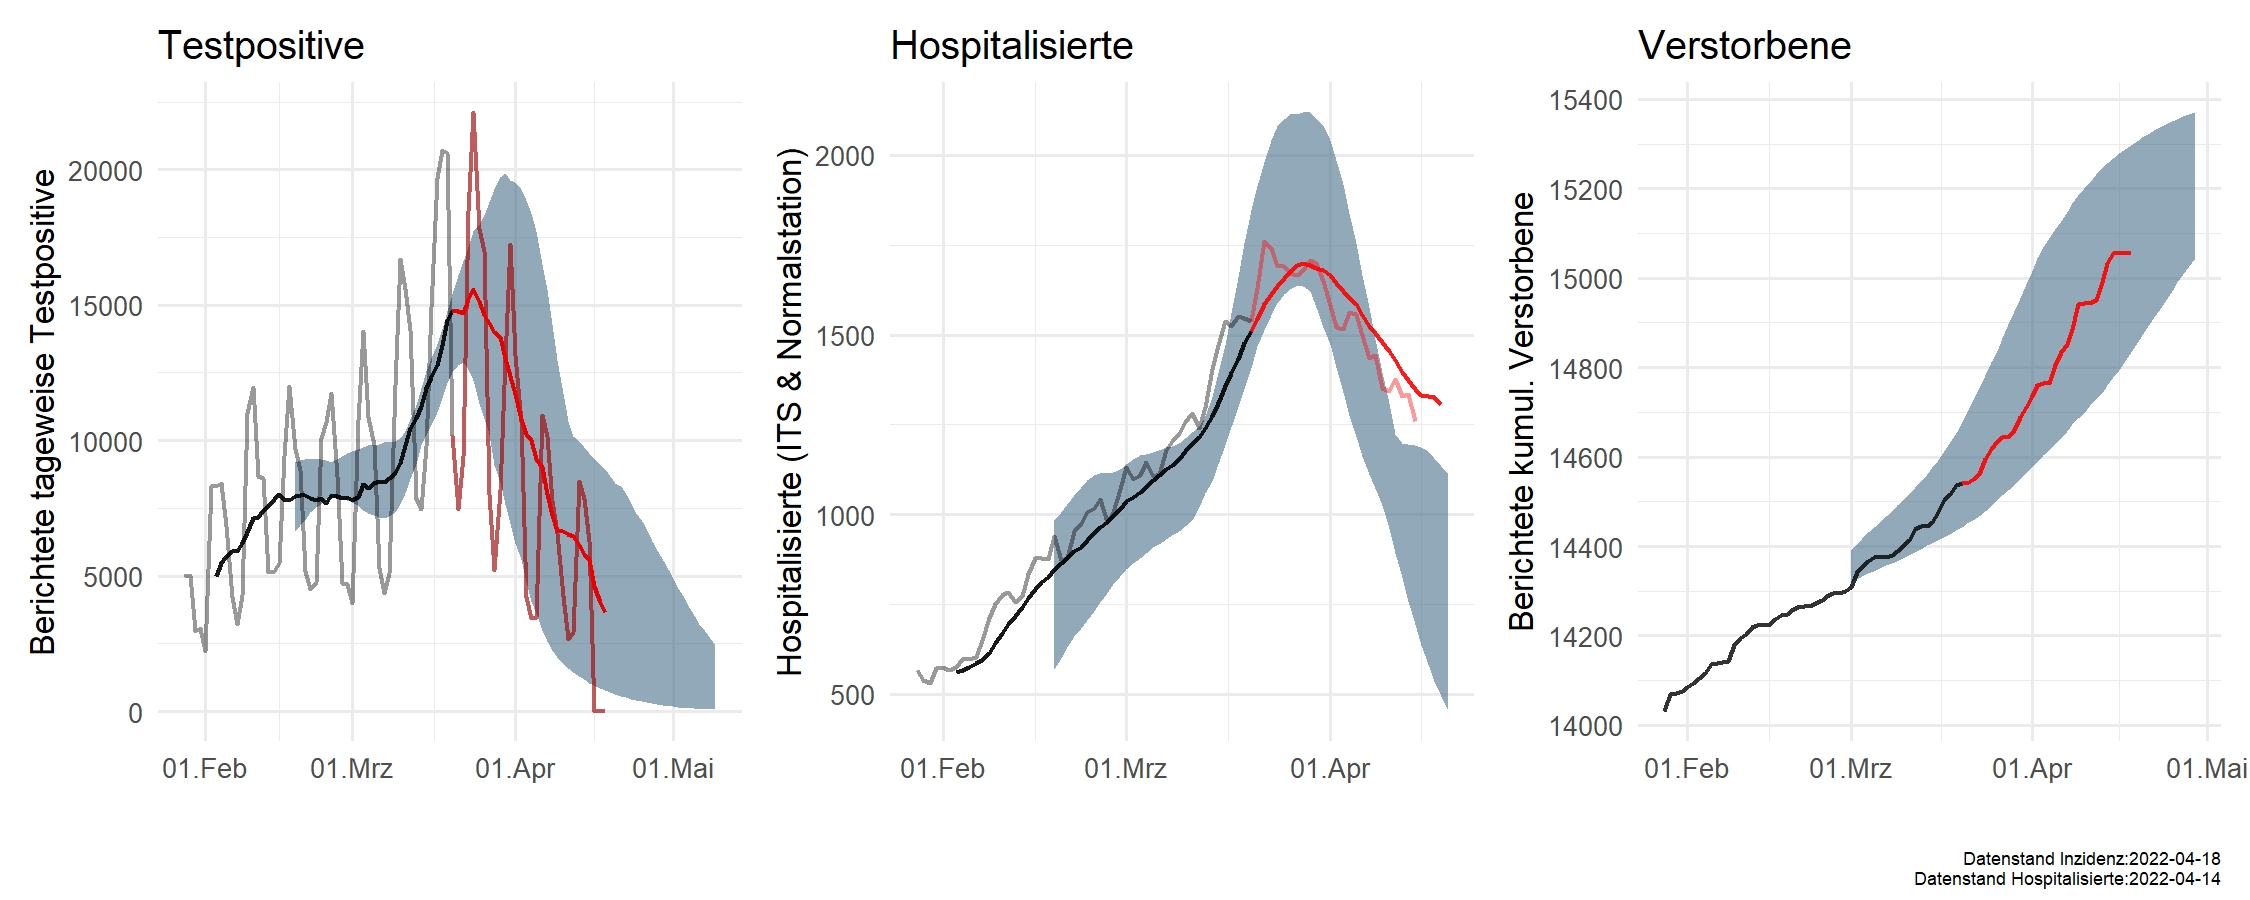 Testpositive
Berichtete tageweise Testpositive
20000
15000
10000
5000
0
01.Feb
01.Mrz
01.Apr
01.Mai
Hospitalisierte
Hospitalisierte (ITS & Normalstation)
2000
1500
1000
500
01.Feb
01.Mrz
01.Apr
Verstorbene
Berichtete kumul. Verstorbene
15400
15200
15000
14800
14600
14400
14200
14000
01.Feb
01.Mrz
01.Apr
01.Mai
Datenstand Inzidenz:2022-04-18
Datenstand Hospitalisierte:2022-04-14